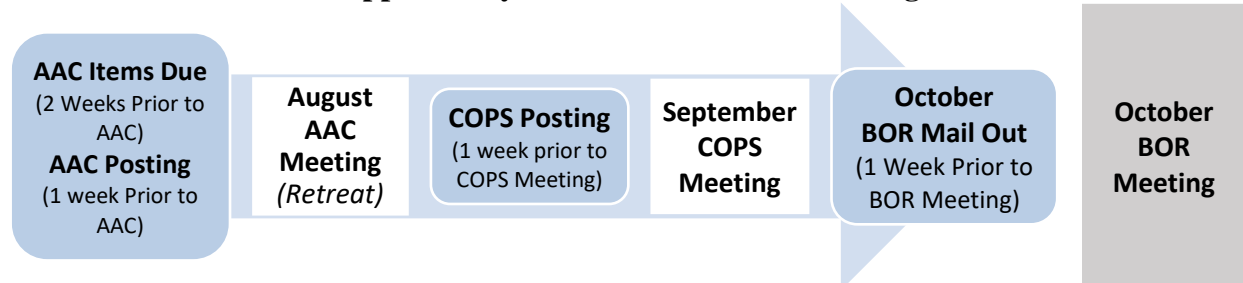 AAC Items Due
(2 Weeks Prior to
AAC)
AAC Posting
(1 week Prior to
AAC)
August
AAC
Meeting
(Retreat)
COPS Posting
(1 week prior to
COPS Meeting)
September
COPS
Meeting
October
BOR Mail Out
(1 Week Prior to
BOR Meeting)
October
BOR
Meeting